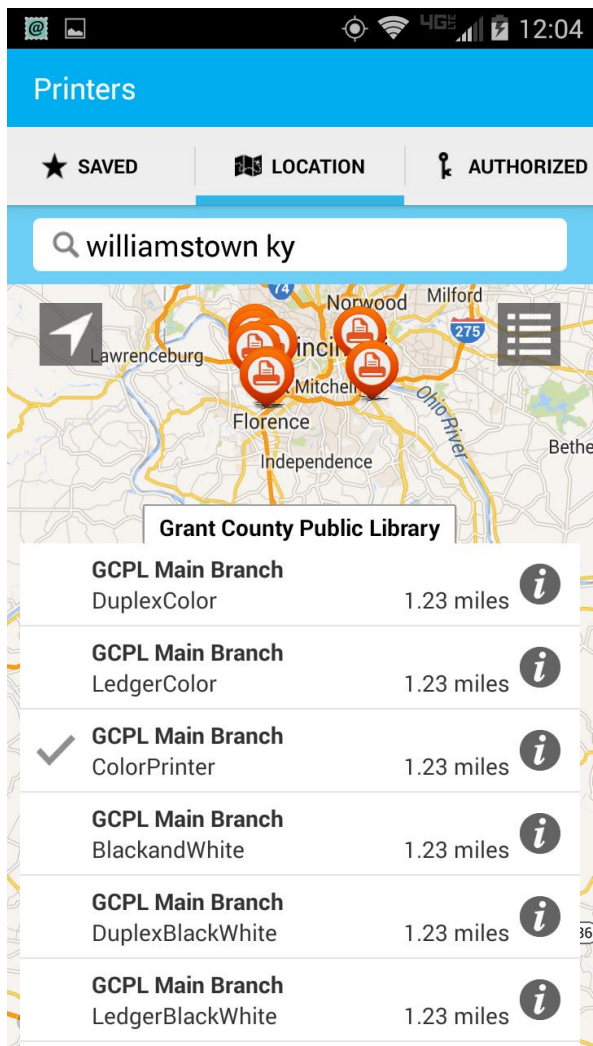 @ 4G LTE 12:04
Printers
SAVED LOCATION AUTHORIZED
williamstown ky
74 Norwood Milford
275
Lawrenceburg
Mitchell
Florence
Ohio River
Independence
Grant County Public Library
GCPL Main Branch
DuplexColor 1.23 miles i
GCPL Main Branch
LedgerColor 1.23 miles i
GCPL Main Branch
ColorPrinter 1.23 miles i
GCPL Main Branch
BlackandWhite 1.23 miles i
GCPL Main Branch
DuplexBlackWhite 1.23 miles i
GCPL Main Branch
LedgerBlackWhite 1.23 miles i